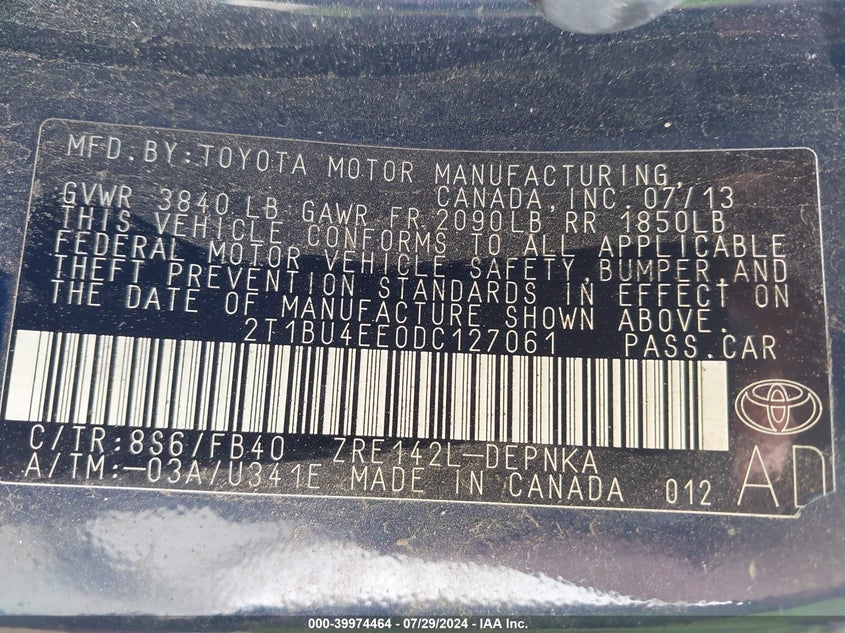 MFD.BY:TOYOTA MOTOR MANUFACTURING,
CANADA, INC. 07/13
GVWR 3840 LB GAWR FR 2090LB RR 1850LB
THIS VEHICLE CONFORMS TO ALL APPLICABLE
FEDERAL MOTOR VEHICLE SAFETY,BUMPER,AND
THEFT PREVENTION STANDARDS IN EFFECT ON
THE DATE OF MANUFACTURE SHOWN ABOVE.
2T1BU4EE0DC127061 PASS.CAR
C/TR:8S6/FB40 ZRE142L-DEPNKA
A/TM:-03A/U341E MADE IN CANADA 012 AD
000-39974464 - 07/29/2024 - IAA Inc.